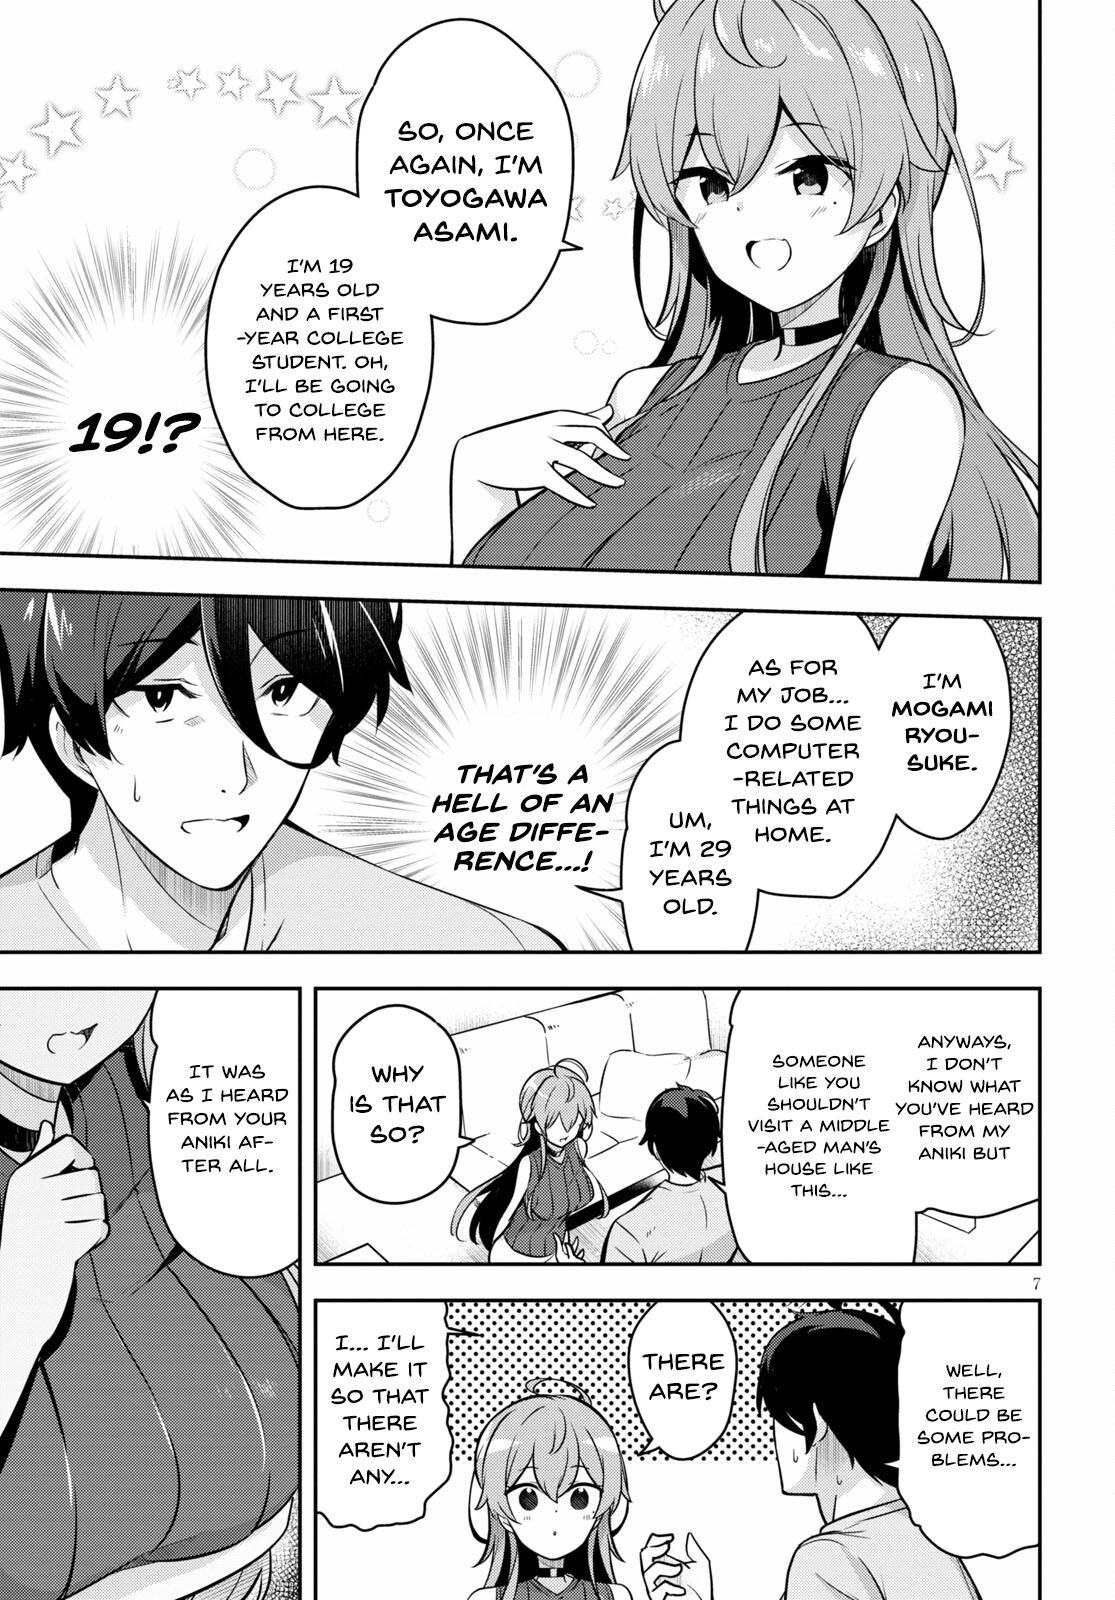 SO, ONCE
AGAIN, I'M
TOYOGAWA
ASAMI.
I'M 19
YEARS OLD
AND A FIRST
-YEAR COLLEGE
STUDENT. OH,
I'LL BE GOING
TO COLLEGE
FROM HERE.
19!?
I'M
MOGAMI
RYOU-
SUKE.
AS FOR
MY JOB...
I DO SOME
COMPUTER
-RELATED
THINGS AT
HOME.
UM,
I'M 29
YEARS
OLD.
THAT'S A
HELL OF AN
AGE DIFFE-
RENCE...!
ANYWAYS,
I DON'T
KNOW WHAT
YOU'VE HEARD
FROM MY
ANIKI BUT
SOMEONE
LIKE YOU
SHOULDN'T
VISIT A MIDDLE
-AGED MAN'S
HOUSE LIKE
THIS...
WHY
IS THAT
SO?
IT WAS
AS I HEARD
FROM YOUR
ANIKI AF-
TER ALL.
7
WELL,
THERE
COULD BE
SOME PRO-
BLEMS...
THERE
ARE?
I... I'LL
MAKE IT
SO THAT
THERE
AREN'T
ANY...